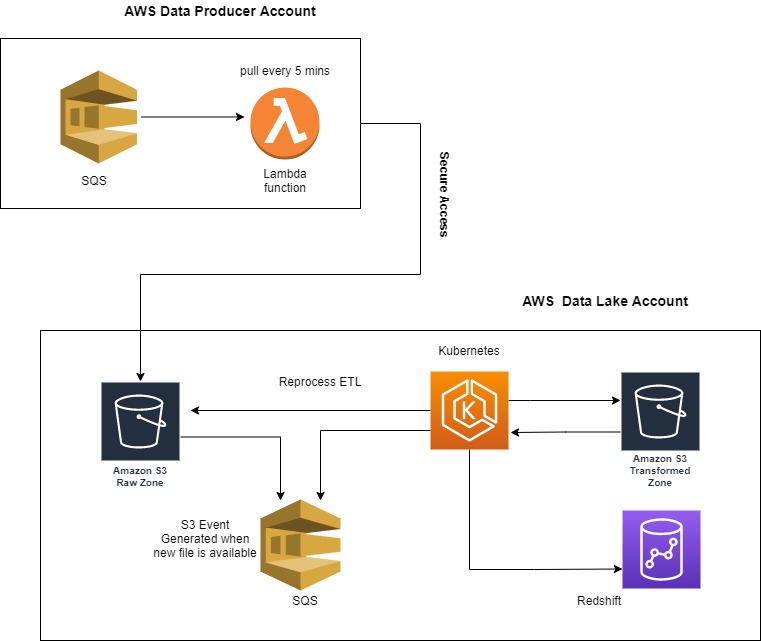 AWS Data Producer Account
pull every 5 mins
SQS
Lambda
function
Secure Access
AWS  Data Lake Account
Kubernetes
Reprocess ETL
K
Amazon S3
Raw Zone
Amazon S3
Transformed
Zone
S3 Event
Generated when
new file is available
SQS
Redshift